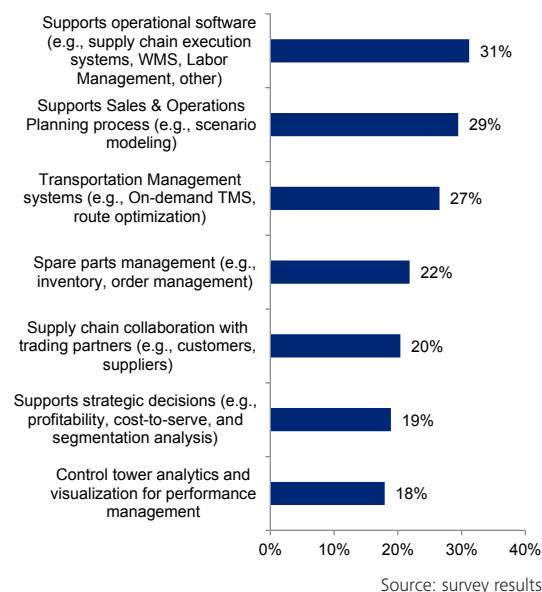 Supports operational software
(e.g., supply chain execution
systems, WMS, Labor
Management, other)
31%
Supports Sales & Operations
Planning process (e.g., scenario
modeling)
29%
Transportation Management
systems (e.g., On-demand TMS,
route optimization)
27%
Spare parts management (e.g.,
inventory, order management)
22%
Supply chain collaboration with
trading partners (e.g., customers,
suppliers)
20%
Supports strategic decisions (e.g.,
profitability, cost-to-serve, and
segmentation analysis)
19%
Control tower analytics and
visualization for performance
management
18%
0% 10% 20% 30% 40%
Source: survey results